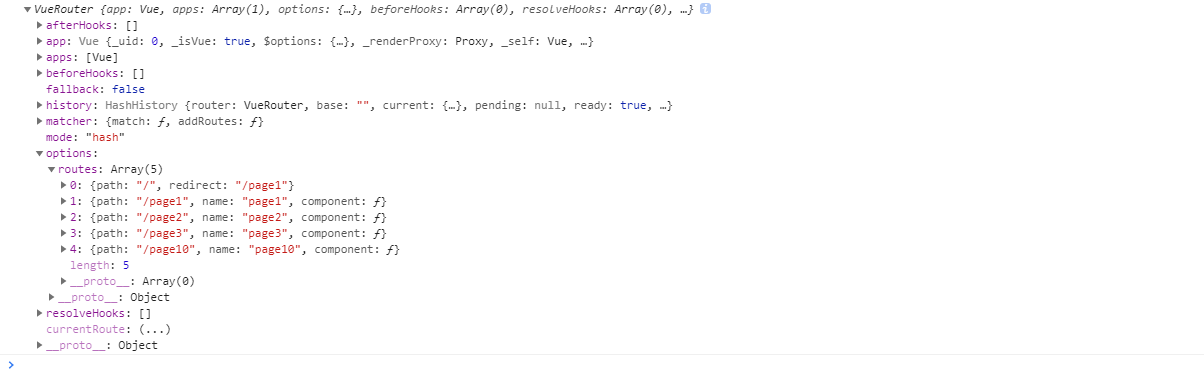 VueRouter {app: Vue, apps: Array(1), options: {…}, beforeHooks: Array(0), resolveHooks: Array(0), …} i
afterHooks: []
app: Vue {_uid: 0, _isVue: true, $options: {…}, _renderProxy: Proxy, _self: Vue, …}
apps: [Vue]
beforeHooks: []
fallback: false
history: HashHistory {router: VueRouter, base: "", current: {…}, pending: null, ready: true, …}
matcher: {match: ƒ, addRoutes: ƒ}
mode: "hash"
options:
routes: Array(5)
0: {path: "/", redirect: "/page1"}
1: {path: "/page1", name: "page1", component: ƒ}
2: {path: "/page2", name: "page2", component: ƒ}
3: {path: "/page3", name: "page3", component: ƒ}
4: {path: "/page10", name: "page10", component: ƒ}
length: 5
__proto__: Array(0)
__proto__: Object
resolveHooks: []
currentRoute: (...)
__proto__: Object